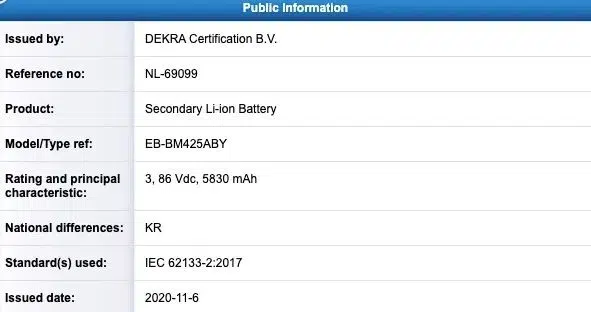 Public Information
Issued by: DEKRA Certification B.V.
Reference no: NL-69099
Product: Secondary Li-ion Battery
Model/Type ref: EB-BM425ABY
Rating and principal 3, 86 Vdc, 5830 mAh
characteristic:
National differences: KR
Standard(s) used: IEC 62133-2:2017
Issued date: 2020-11-6